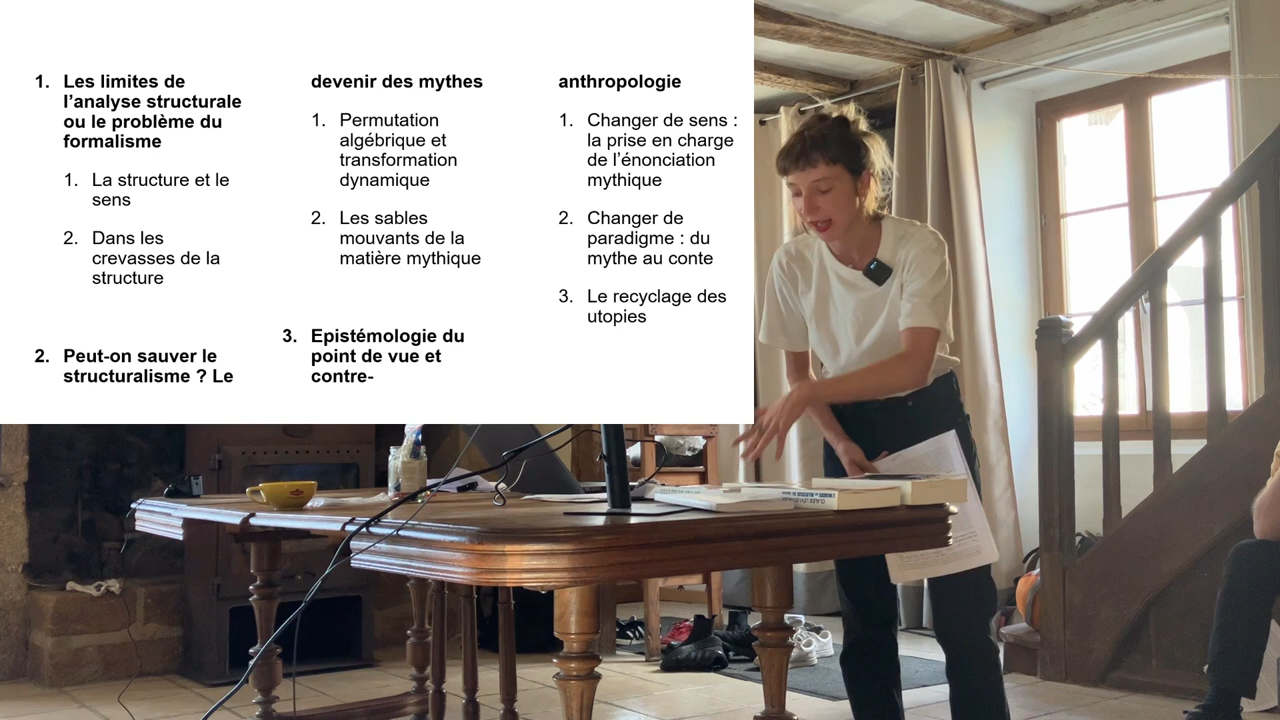 1. Les limites de
l’analyse structurale
ou le problème du
formalisme
1. La structure et le
sens
2. Dans les
crevasses de la
structure
2. Peut-on sauver le
structuralisme ? Le
devenir des mythes
1. Permutation
algébrique et
transformation
dynamique
2. Les sables
mouvants de la
matière mythique
3. Epistémologie du
point de vue et
contre-
anthropologie
1. Changer de sens :
la prise en charge
de l’énonciation
mythique
2. Changer de
paradigme : du
mythe au conte
3. Le recyclage des
utopies